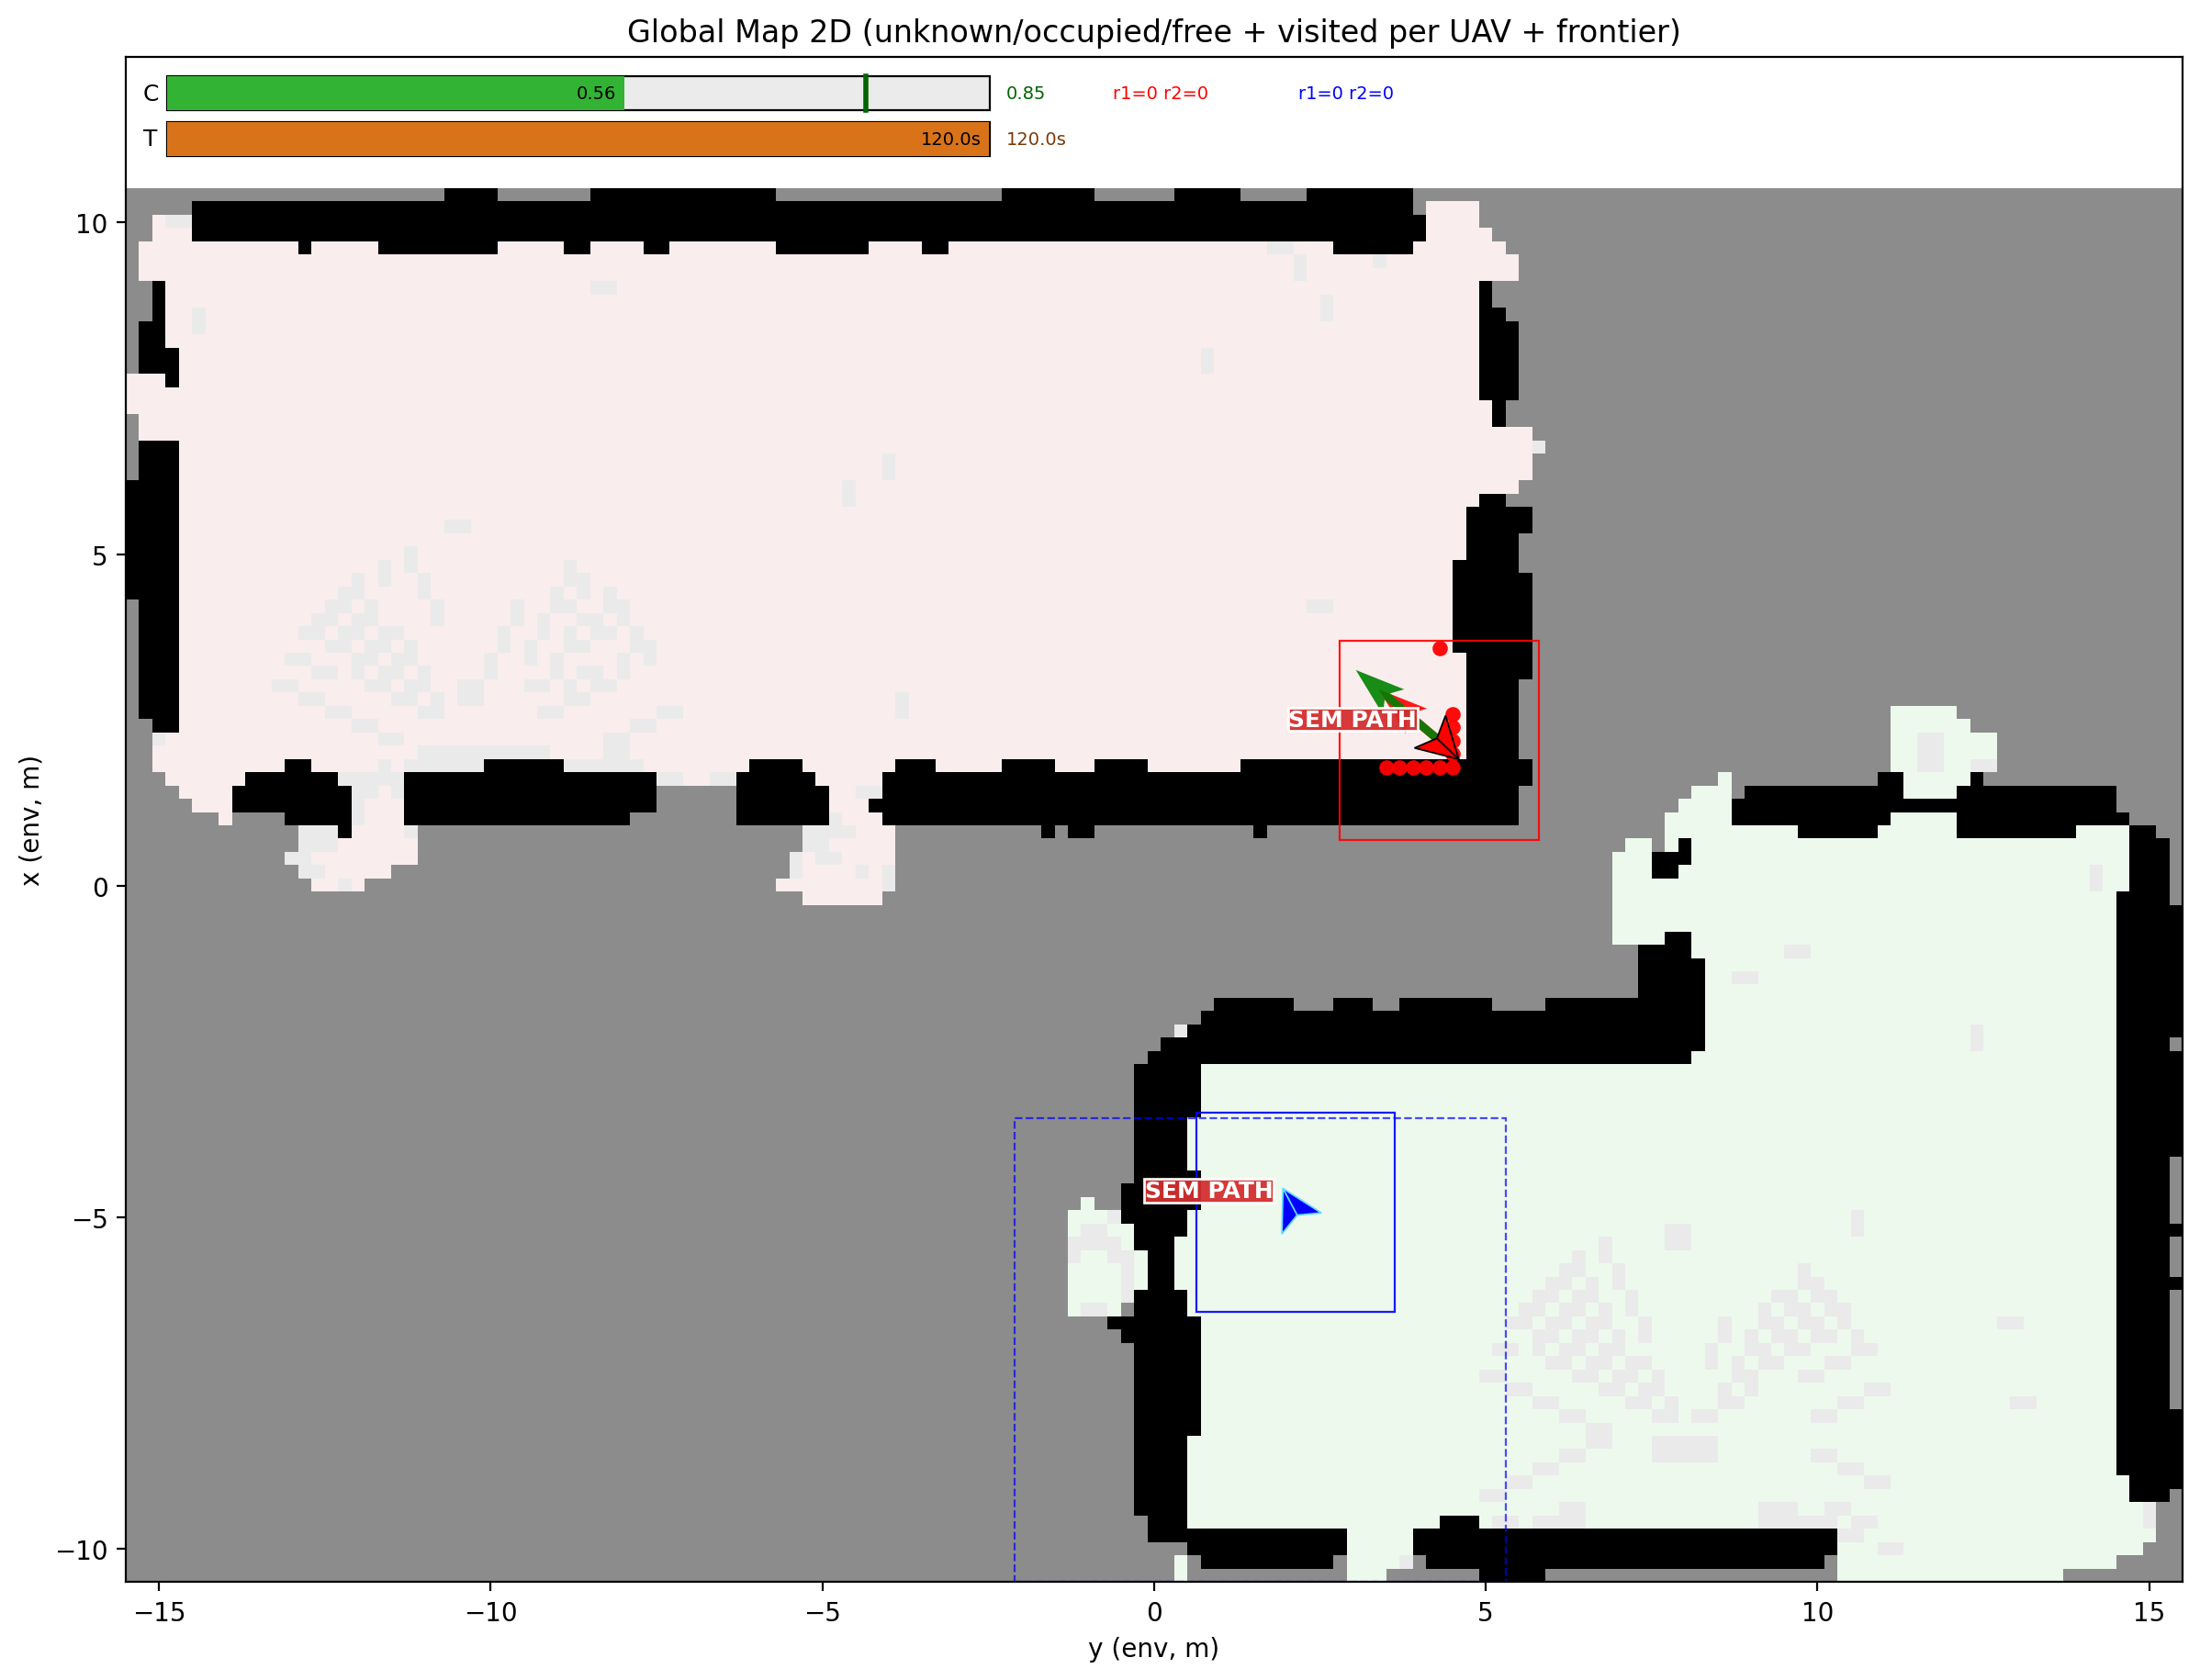 Global Map 2D (unknown/occupied/free + visited per UAV + frontier)
C 0.56 0.85 r1=0 r2=0 r1=0 r2=0
T 120.0s 120.0s
10
5
0
−5
−10
x (env, m)
SEM PATH
SEM PATH
−15 −10 −5 0 5 10 15
y (env, m)